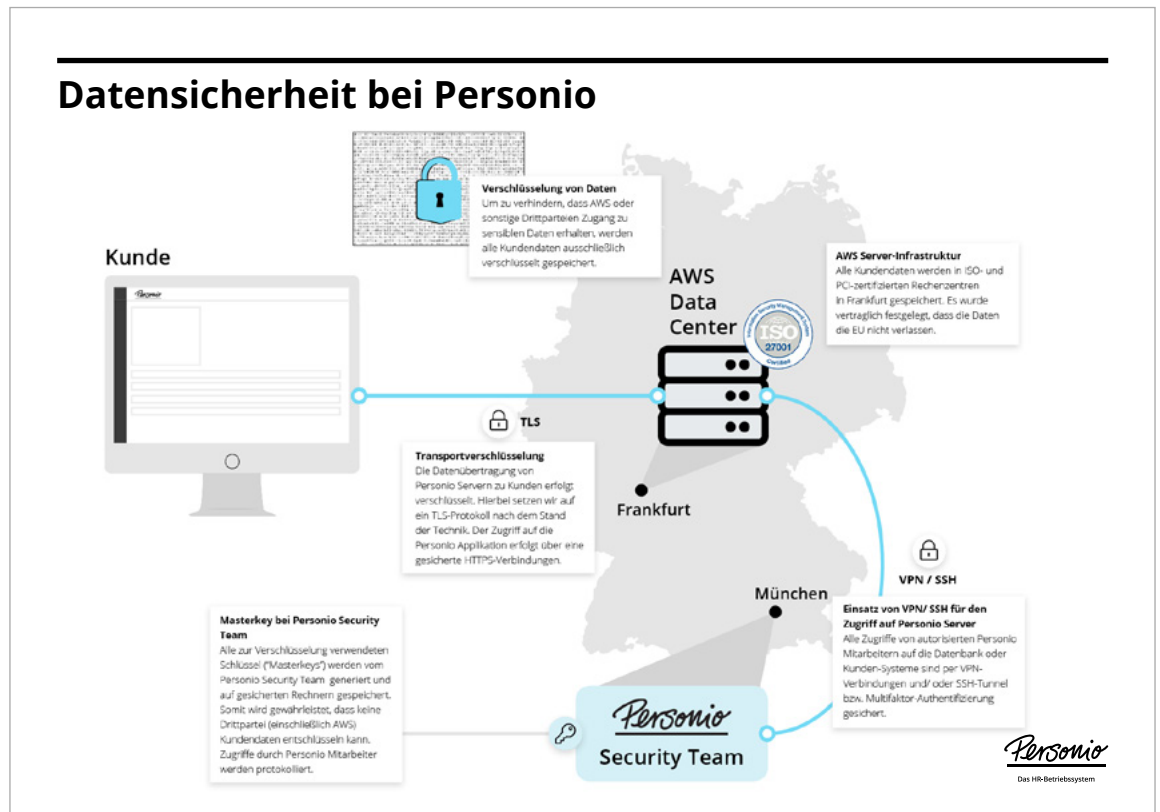 Datensicherheit bei Personio
Verschlüsselung von Daten
Um zu verhindern, dass AWS oder
sonstige Drittparteien Zugang zu
sensiblen Daten erhalten, werden
alle Kundendaten ausschließlich
verschlüsselt gespeichert.
Kunde
Personio
AWS
Data
Center
Information Security Management System
ISO
27001
Certified
AWS Server-Infrastruktur
Alle Kundendaten werden in ISO- und
PCI-zertifizierten Rechenzentren
in Frankfurt gespeichert. Es wurde
vertraglich festgelegt, dass die Daten
die EU nicht verlassen.
TLS
Transportverschlüsselung
Die Datenübertragung von
Personio Servern zu Kunden erfolgt
verschlüsselt. Hierbei setzen wir auf
ein TLS-Protokoll nach dem Stand
der Technik. Der Zugriff auf die
Personio Applikation erfolgt über eine
gesicherte HTTPS-Verbindungen.
Frankfurt
VPN / SSH
München
Einsatz von VPN/ SSH für den
Zugriff auf Personio Server
Alle Zugriffe von autorisierten Personio
Mitarbeitern auf die Datenbank oder
Kunden-Systeme sind per VPN-
Verbindungen und/ oder SSH-Tunnel
bzw. Multifaktor-Authentifizierung
gesichert.
Masterkey bei Personio Security
Team
Alle zur Verschlüsselung verwendeten
Schlüssel ("Masterkeys") werden vom
Personio Security Team generiert und
auf gesicherten Rechnern gespeichert.
Somit wird gewährleistet, dass keine
Drittpartei (einschließlich AWS)
Kundendaten entschlüsseln kann.
Zugriffe durch Personio Mitarbeiter
werden protokolliert.
Personio
Security Team
Personio
Das HR-Betriebssystem